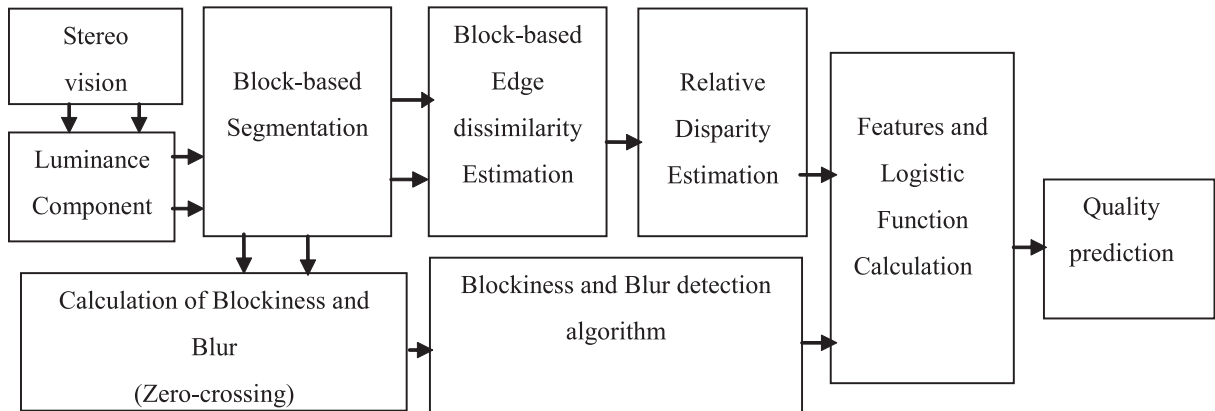 Stereo
vision
Luminance
Component
Block-based
Segmentation
Block-based
Edge
dissimilarity
Estimation
Relative
Disparity
Estimation
Features and
Logistic
Function
Calculation
Quality
prediction
Calculation of Blockiness and
Blur
(Zero-crossing)
Blockiness and Blur detection
algorithm